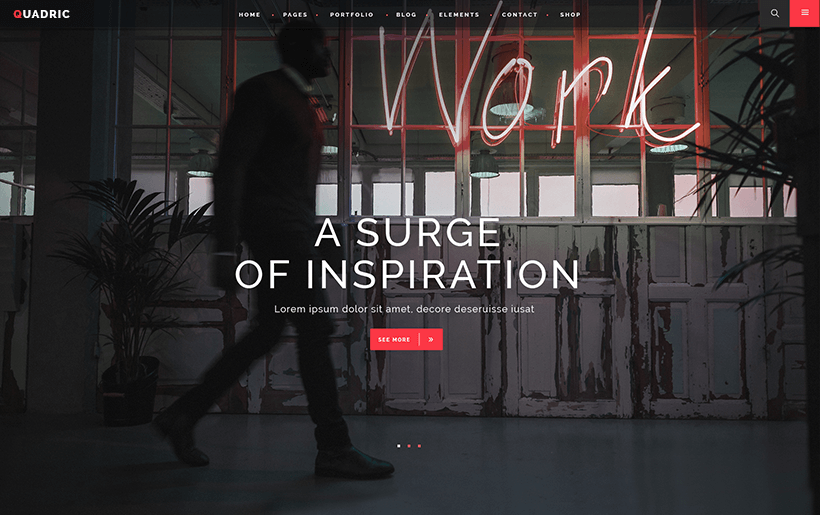 QUADRIC
HOME PAGES PORTFOLIO BLOG ELEMENTS CONTACT SHOP
Work
A SURGE
OF INSPIRATION
Lorem ipsum dolor sit amet, decore deseruisse iusat
SEE MORE